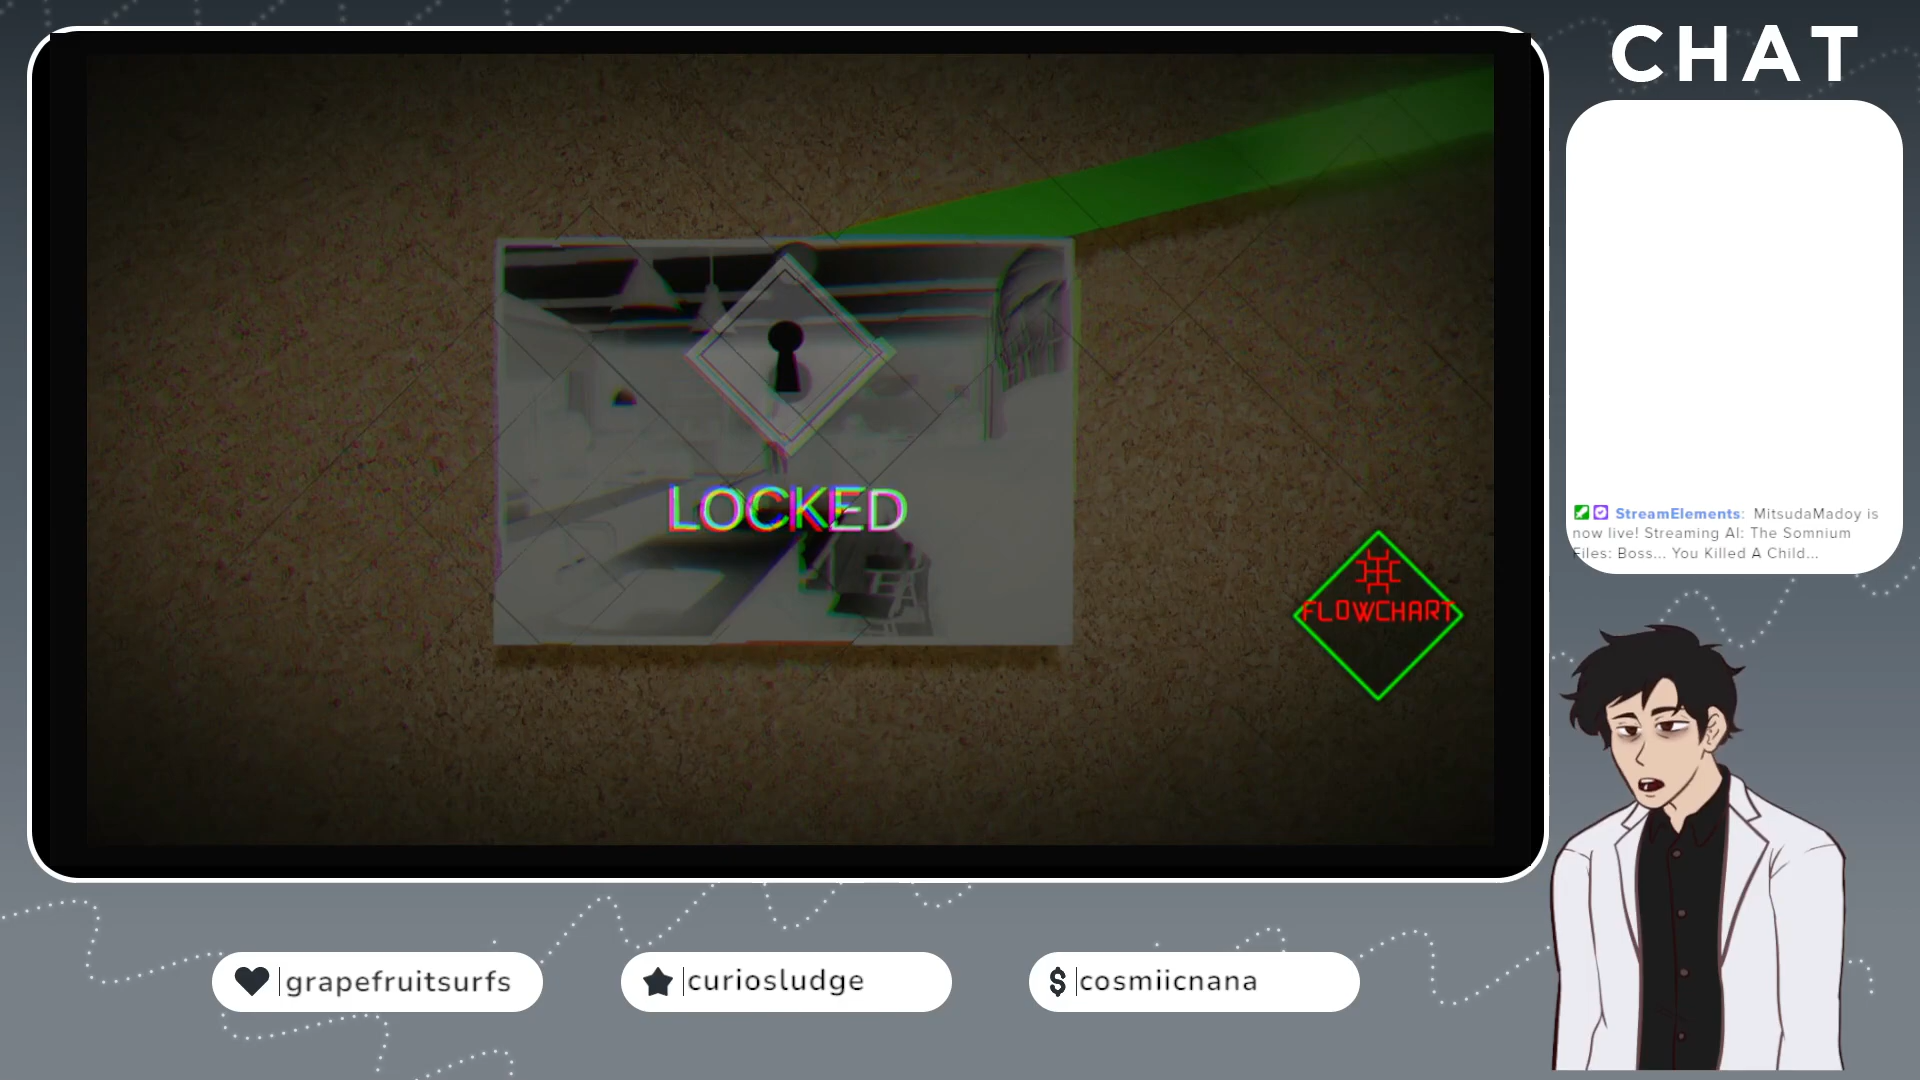 CHAT
LOCKED
FLOWCHART
StreamElements: MitsudaMadoy is
now live! Streaming AI: The Somnium
Files: Boss... You Killed A Child...
grapefruitsurfs
curiosludge
$ cosmiicnana